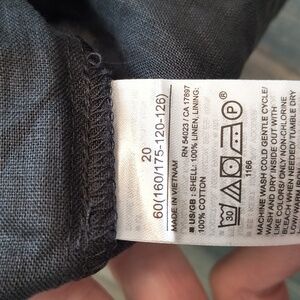 20
60(160/175-120-126)
MADE IN VIETNAM
RN 54023 / CA 17897
■ US/GB : SHELL: 100% LINEN, LINING:
100% COTTON
30
P
1166
MACHINE WASH COLD GENTLE CYCLE/
WASH AND DRY INSIDE OUT WITH
LIKE COLORS/ ONLY NON-CHLORINE
BLEACH WHEN NEEDED/ TUMBLE DRY